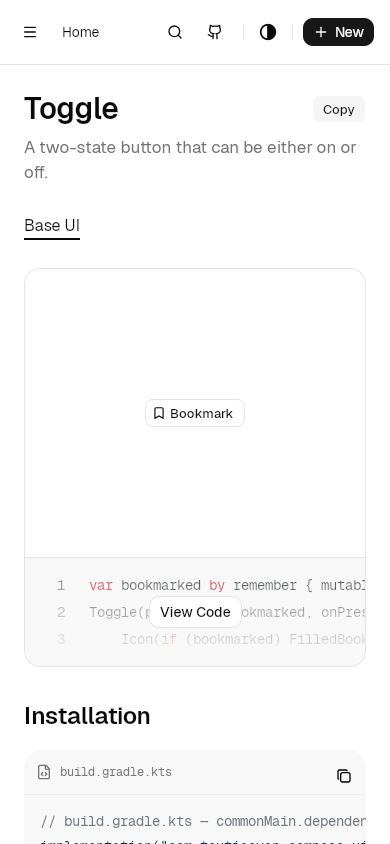 Home
New
Toggle
Copy
A two-state button that can be either on or
off.
Base UI
Bookmark
1 var bookmarked by remember { mutabl
2 Toggle(p okmarked, onPres
View Code
3 Icon(if (bookmarked) FilledBook
Installation
build.gradle.kts
// build.gradle.kts — commonMain.dependen